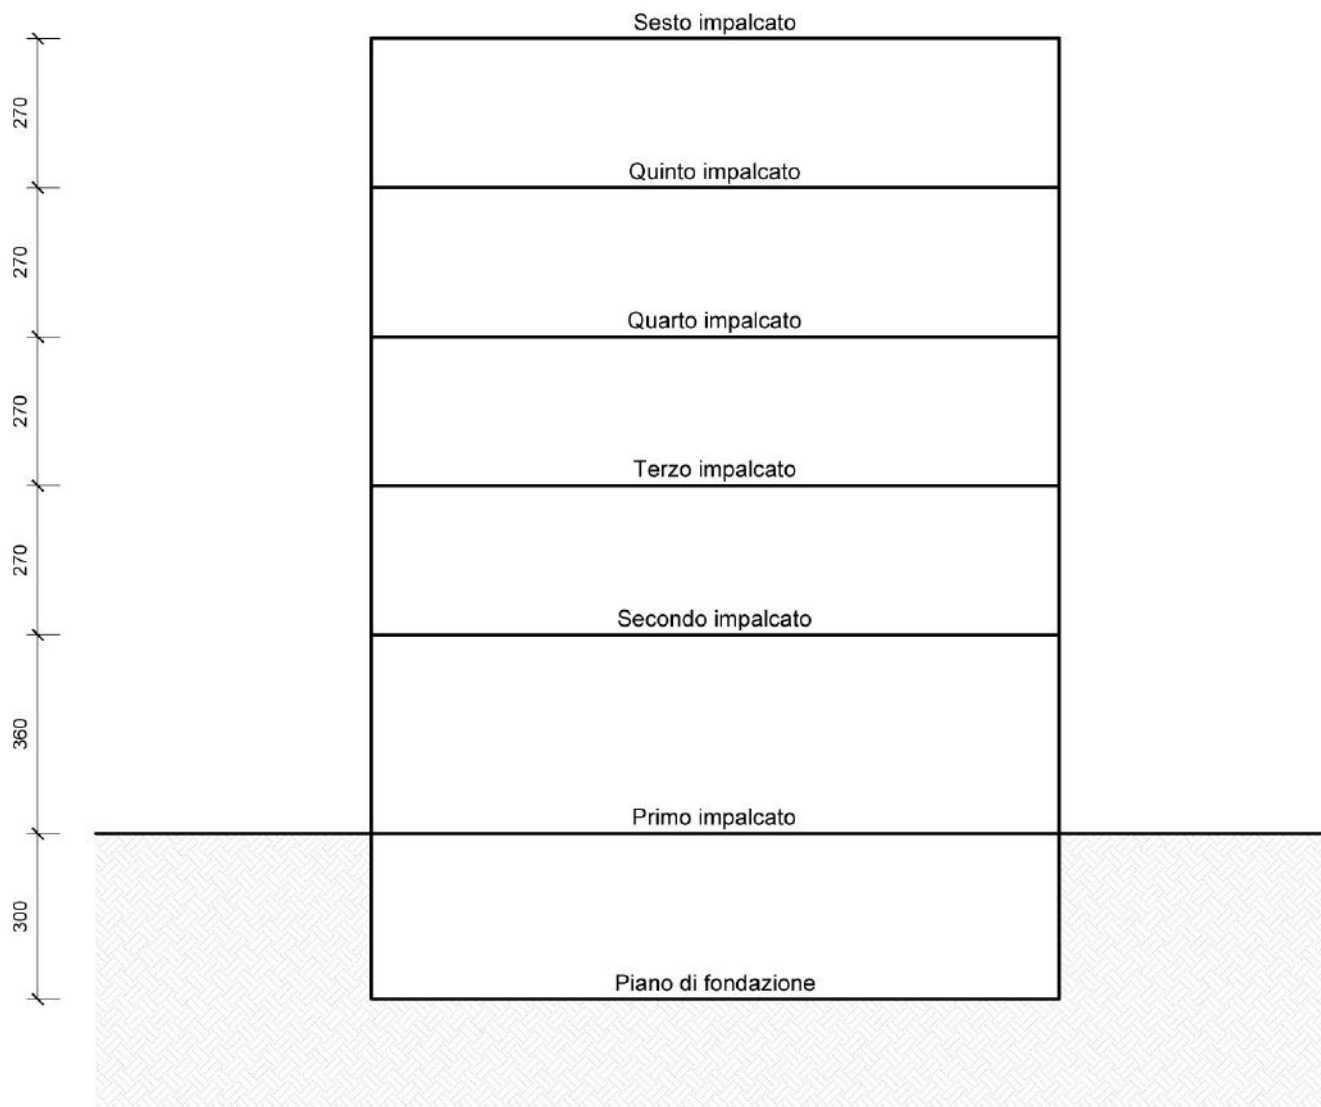 Sesto impalcato
270
Quinto impalcato
270
Quarto impalcato
270
Terzo impalcato
270
Secondo impalcato
360
Primo impalcato
300
Piano di fondazione